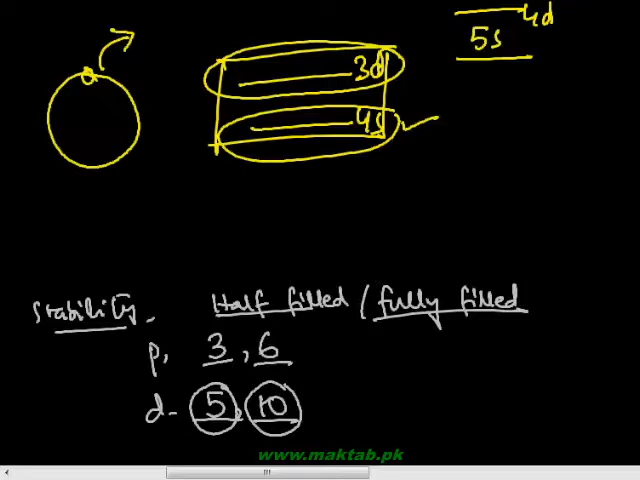 4d
5s
3d
4s
Stability. Half filled / fully filled
p, 3, 6
d- 5, 10
www.maktab.pk